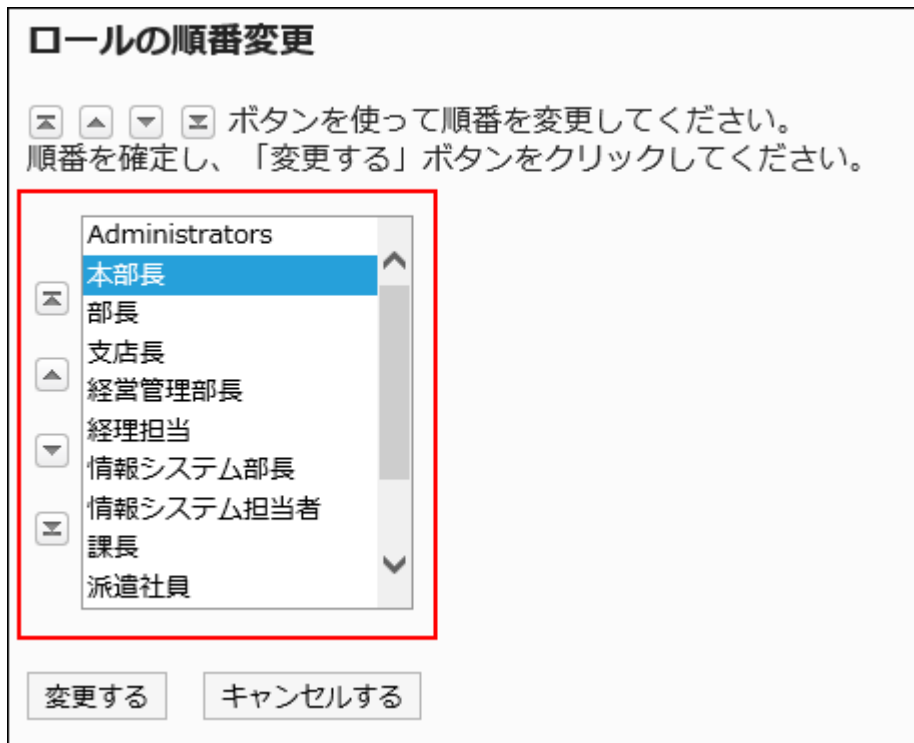 ロールの順番変更
ボタンを使って順番を変更してください。
順番を確定し、「変更する」ボタンをクリックしてください。
Administrators
本部長
部長
支店長
経営管理部長
経理担当
情報システム部長
情報システム担当者
課長
派遣社員
変更する
キャンセルする